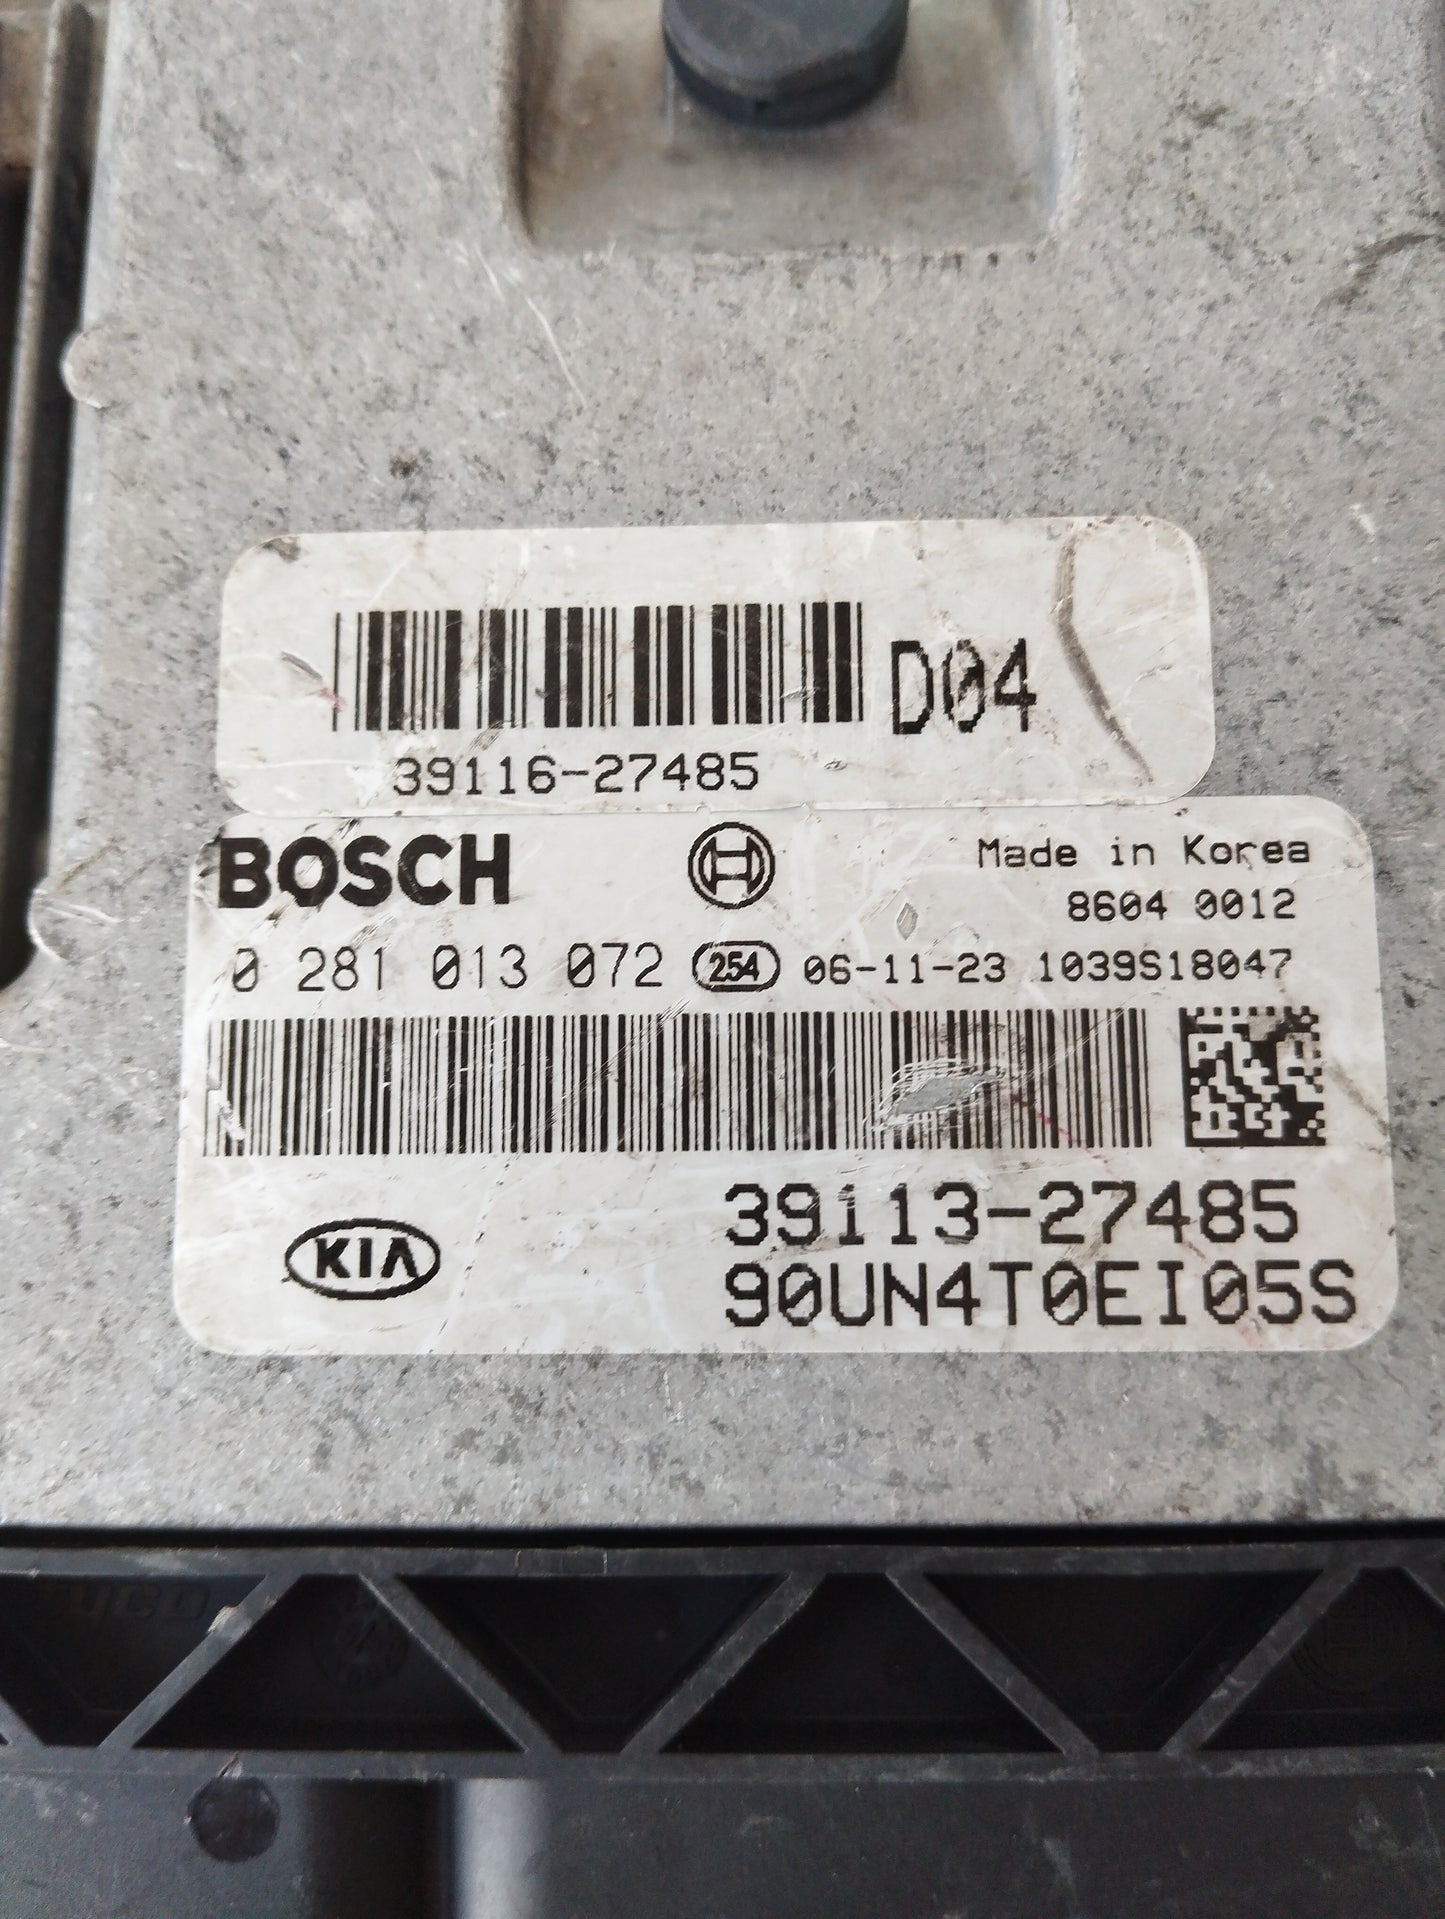 D04
39116-27485
BOSCH
Made in Korea
8604 0012
0 281 013 072 254 06-11-23 1039S18047
39113-27485
KIA
90UN4T0EI05S